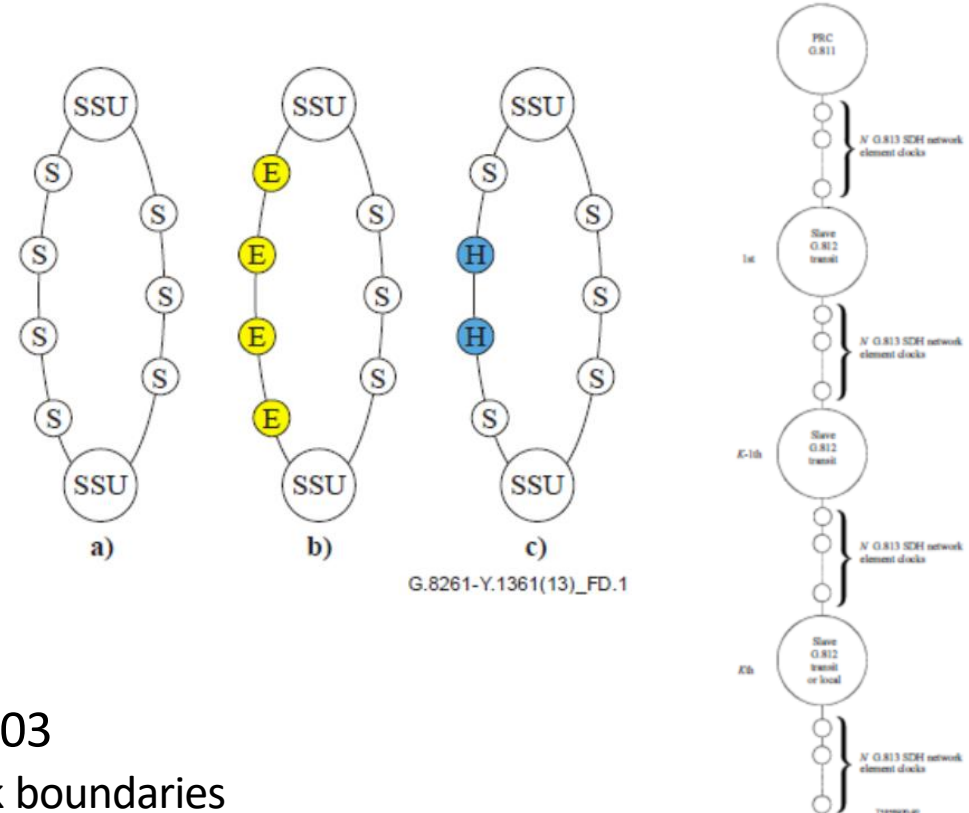 SSU
S
S
S
S
S
S
S
SSU
a)
SSU
E
E
E
E
S
S
S
SSU
b)
SSU
S
H
H
S
S
S
S
SSU
c)
G.8261-Y.1361(13)_FD.1
PRC
G.811
N G.813 SDH network
element clocks
1st
Slave
G.812
transit
N G.813 SDH network
element clocks
K-1th
Slave
G.812
transit
N G.813 SDH network
element clocks
Kth
Slave
G.812
transit
or local
N G.813 SDH network
element clocks
03
k boundaries